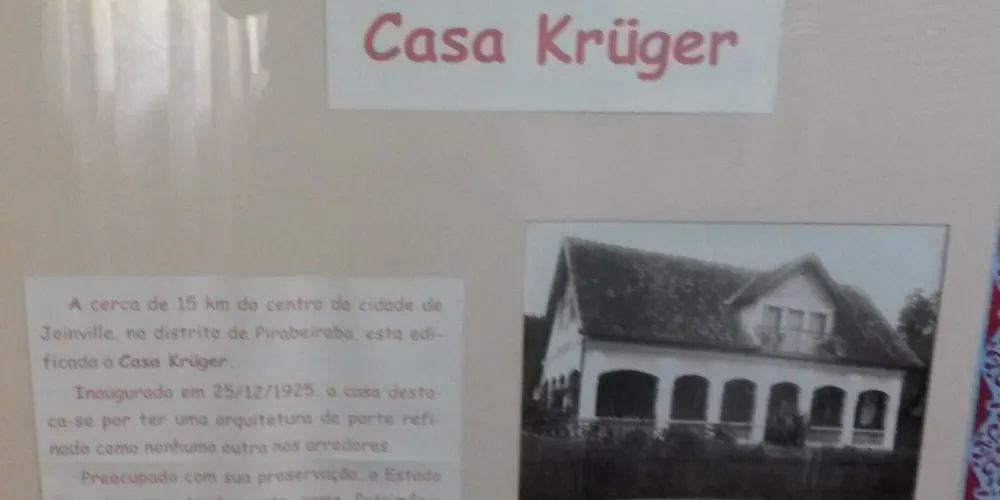 Casa Krüger
A cerca de 15 km do centro da cidade de
Joinville, no distrito de Pirabeiraba, esta edi-
ficada a Casa Krüger.
Inaugurada em 25/12/1925, a casa desta-
ca-se por ter uma arquitetura de porte refi-
nado como nenhuma outra nos arredores.
Preocupado com sua preservação, o Estado
como